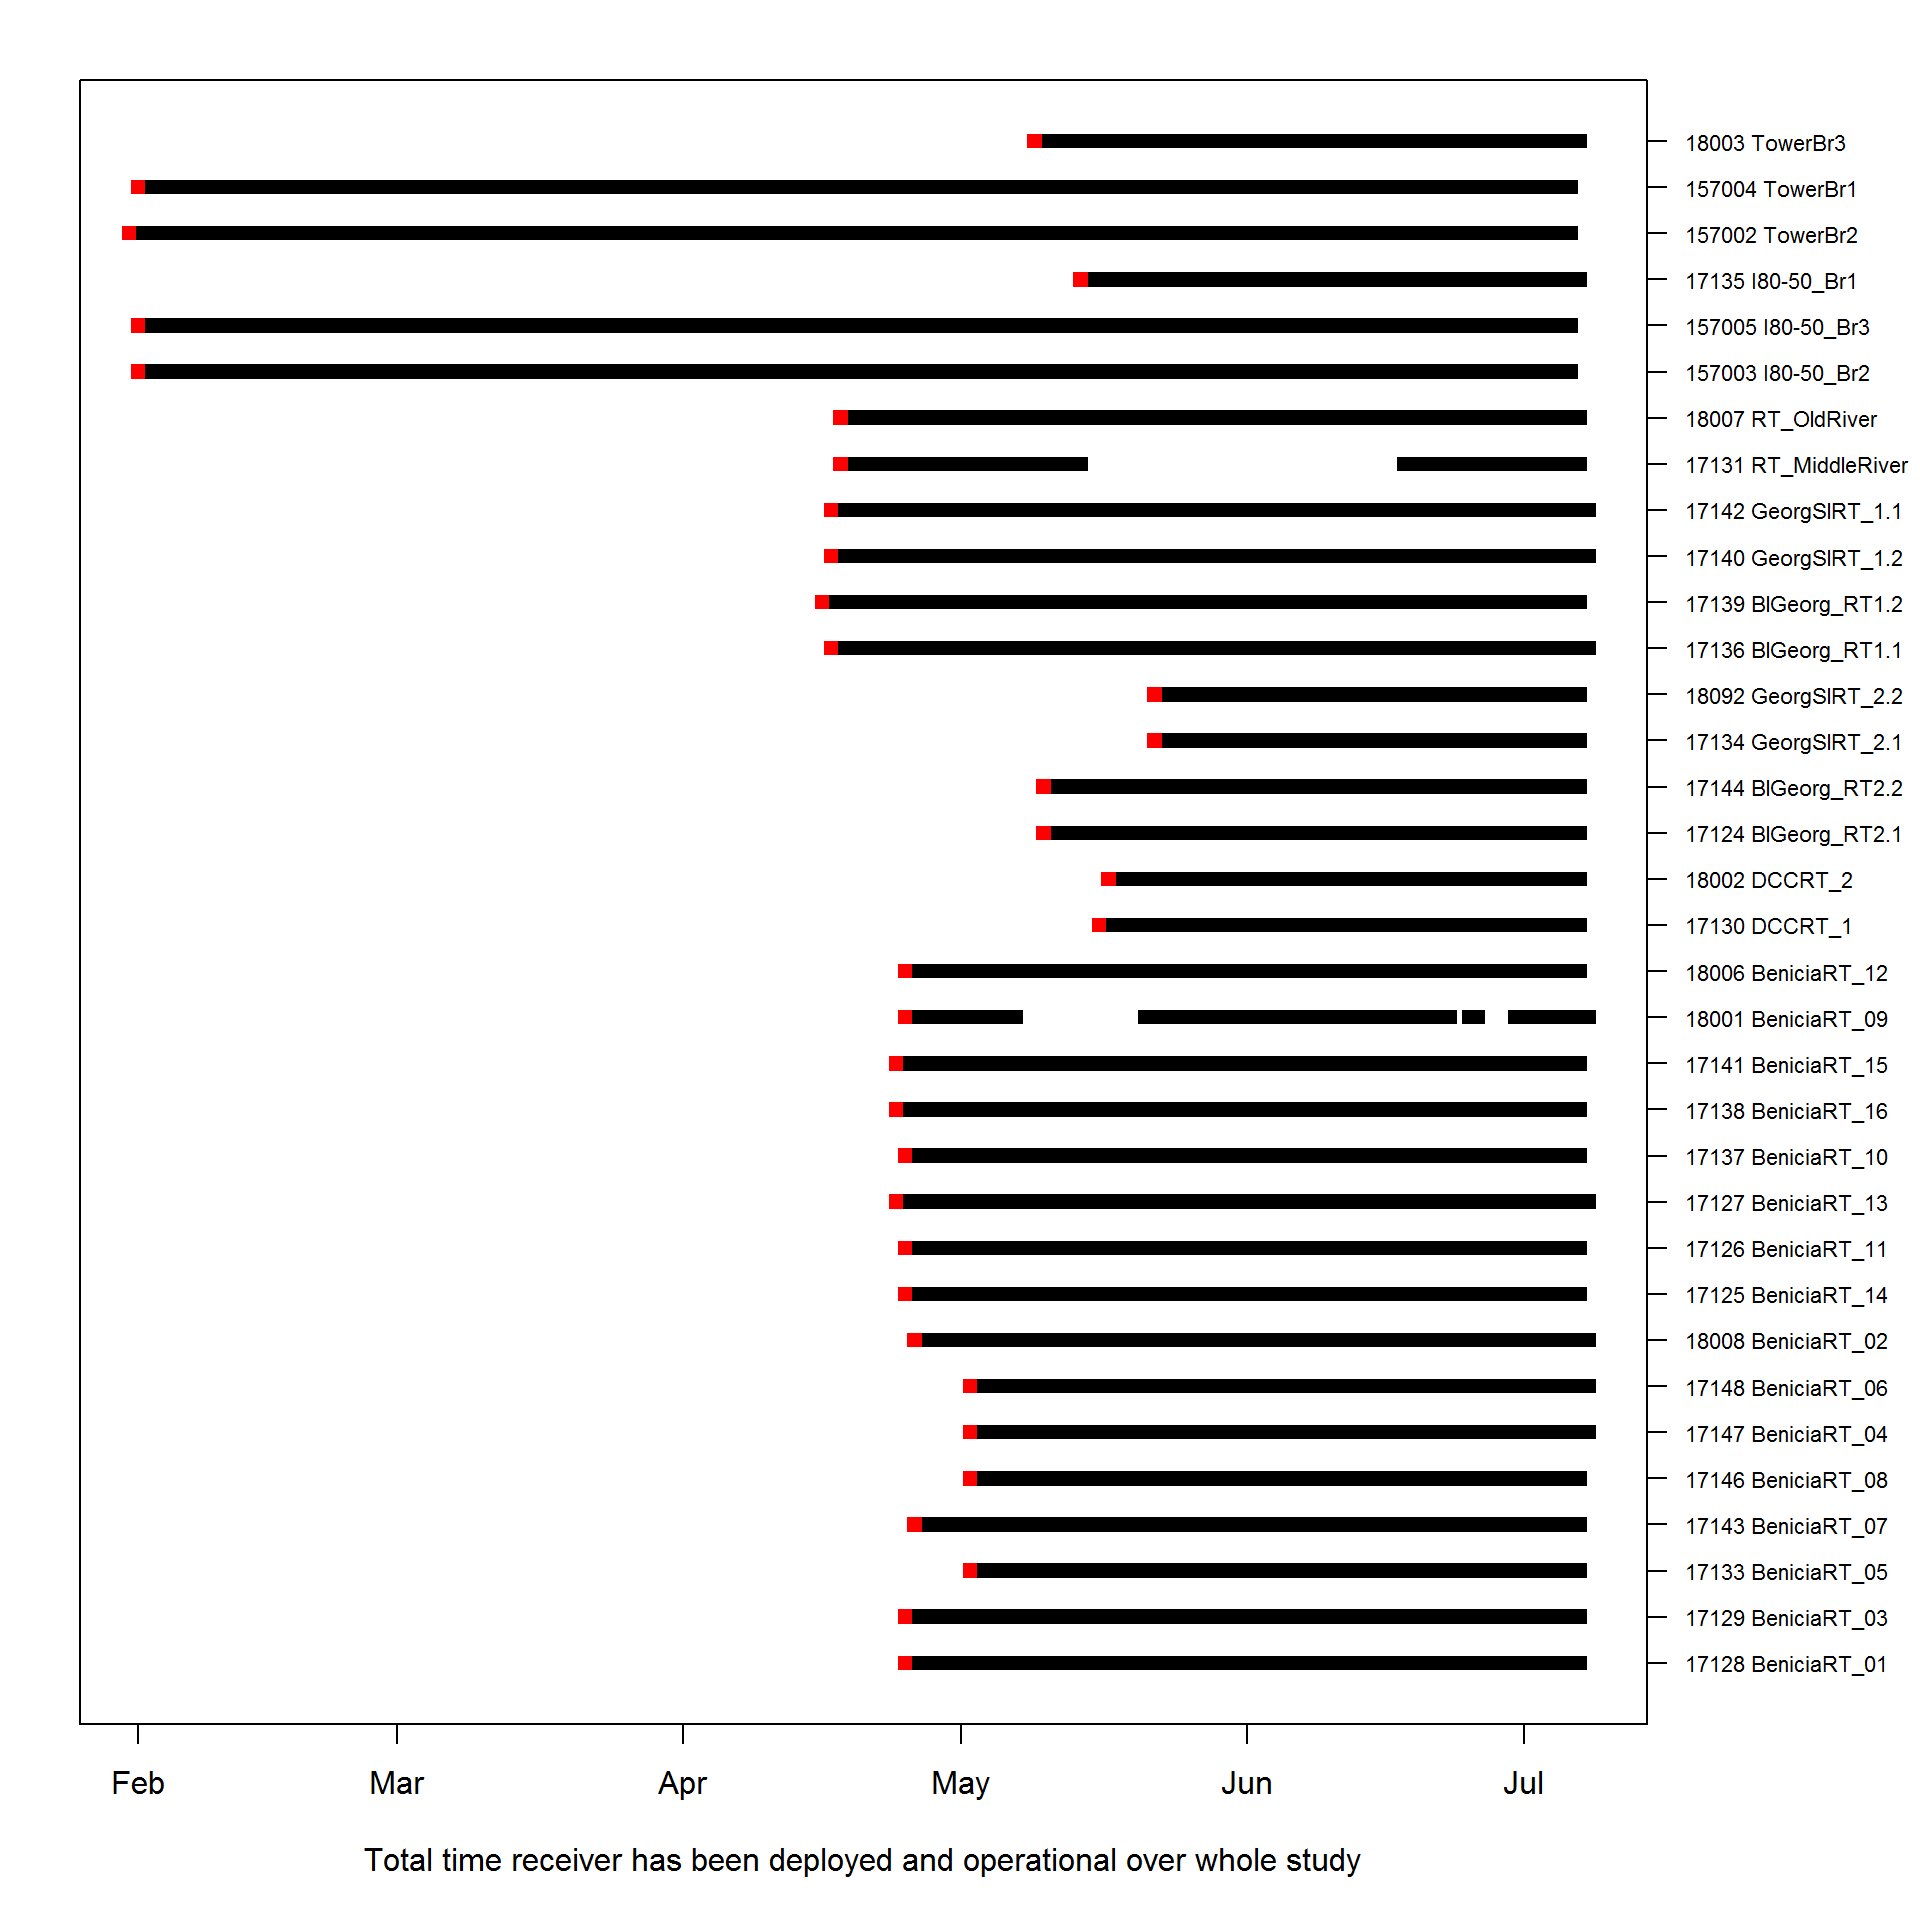 18003 TowerBr3
157004 TowerBr1
157002 TowerBr2
17135 I80-50_Br1
157005 I80-50_Br3
157003 I80-50_Br2
18007 RT_OldRiver
17131 RT_MiddleRiver
17142 GeorgSlRT_1.1
17140 GeorgSlRT_1.2
17139 BlGeorg_RT1.2
17136 BlGeorg_RT1.1
18092 GeorgSlRT_2.2
17134 GeorgSlRT_2.1
17144 BlGeorg_RT2.2
17124 BlGeorg_RT2.1
18002 DCCRT_2
17130 DCCRT_1
18006 BeniciaRT_12
18001 BeniciaRT_09
17141 BeniciaRT_15
17138 BeniciaRT_16
17137 BeniciaRT_10
17127 BeniciaRT_13
17126 BeniciaRT_11
17125 BeniciaRT_14
18008 BeniciaRT_02
17148 BeniciaRT_06
17147 BeniciaRT_04
17146 BeniciaRT_08
17143 BeniciaRT_07
17133 BeniciaRT_05
17129 BeniciaRT_03
17128 BeniciaRT_01
Feb Mar Apr May Jun Jul
Total time receiver has been deployed and operational over whole study